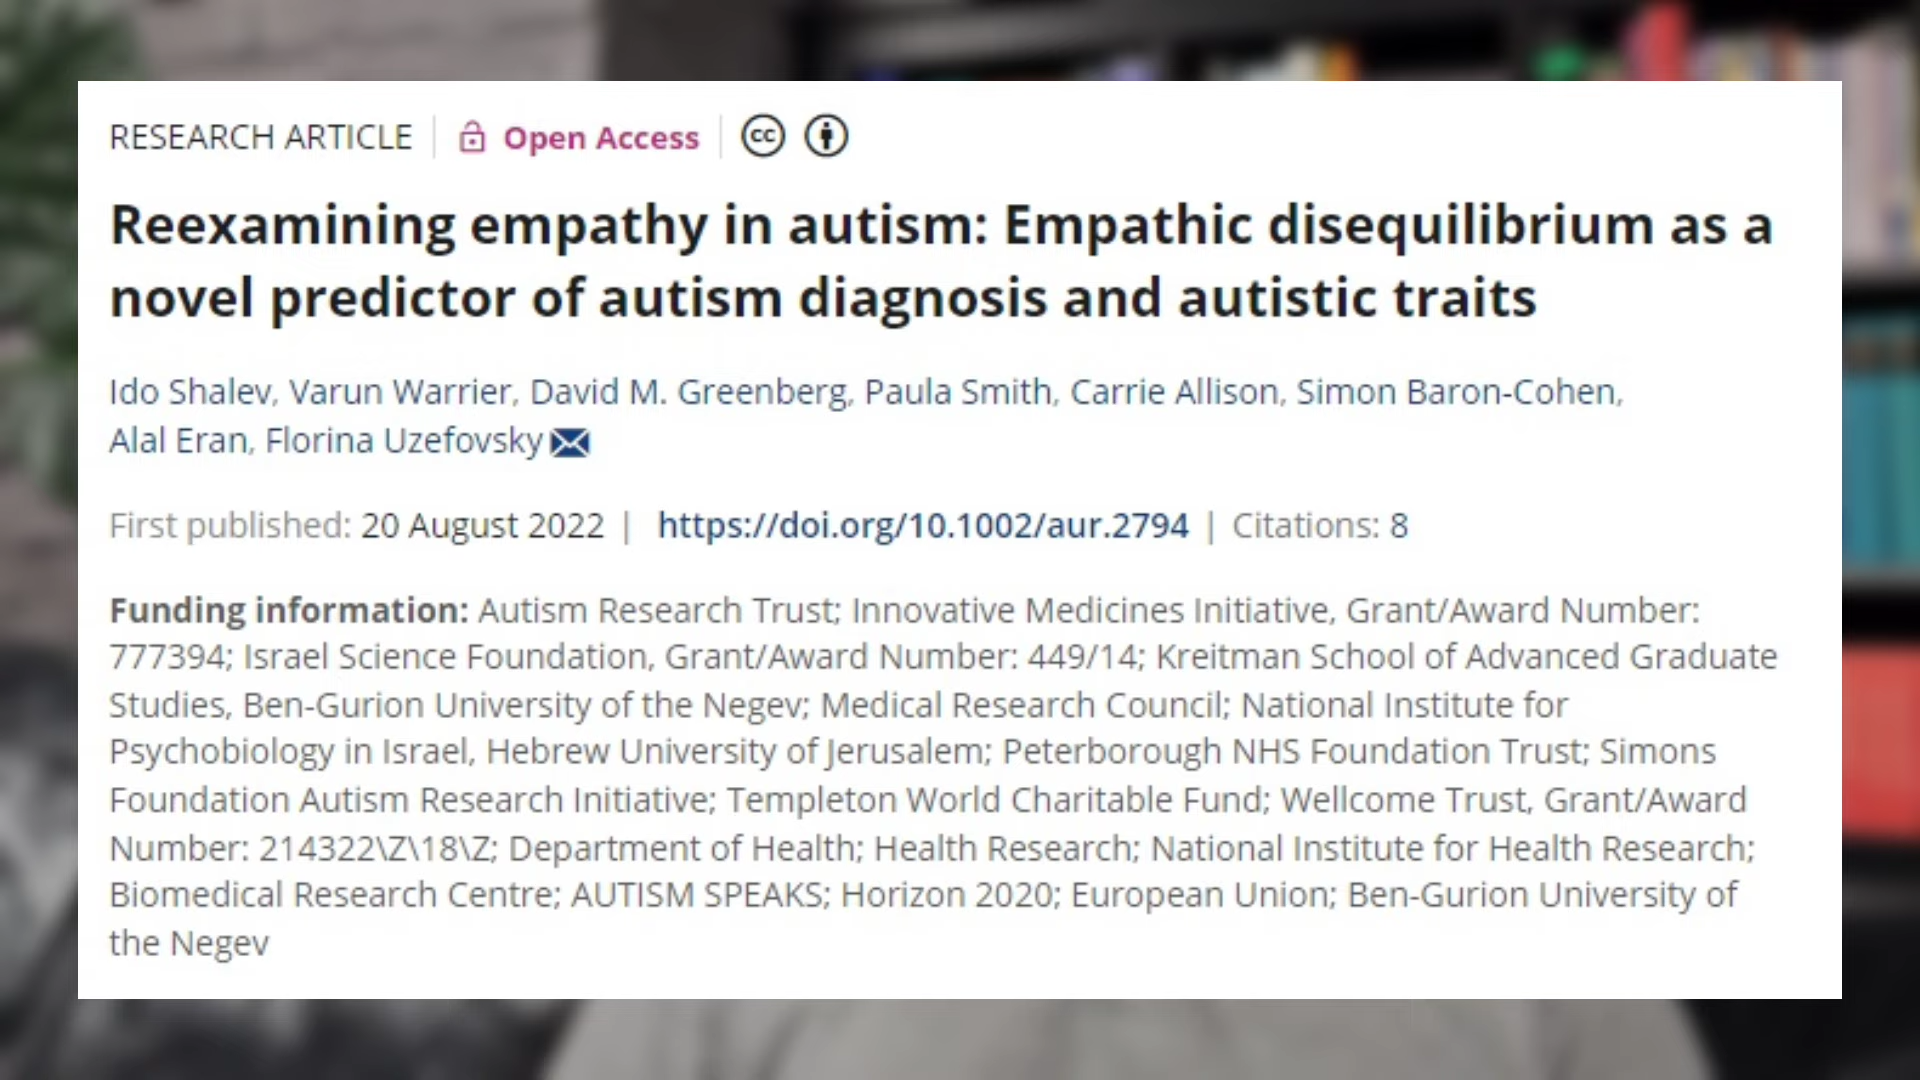 RESEARCH ARTICLE | Open Access | cc
Reexamining empathy in autism: Empathic disequilibrium as a
novel predictor of autism diagnosis and autistic traits
Ido Shalev, Varun Warrier, David M. Greenberg, Paula Smith, Carrie Allison, Simon Baron-Cohen,
Alal Eran, Florina Uzefovsky
First published: 20 August 2022 | https://doi.org/10.1002/aur.2794 | Citations: 8
Funding information: Autism Research Trust; Innovative Medicines Initiative, Grant/Award Number:
777394; Israel Science Foundation, Grant/Award Number: 449/14; Kreitman School of Advanced Graduate
Studies, Ben-Gurion University of the Negev; Medical Research Council; National Institute for
Psychobiology in Israel, Hebrew University of Jerusalem; Peterborough NHS Foundation Trust; Simons
Foundation Autism Research Initiative; Templeton World Charitable Fund; Wellcome Trust, Grant/Award
Number: 214322\Z\18\Z; Department of Health; Health Research; National Institute for Health Research;
Biomedical Research Centre; AUTISM SPEAKS; Horizon 2020; European Union; Ben-Gurion University of
the Negev